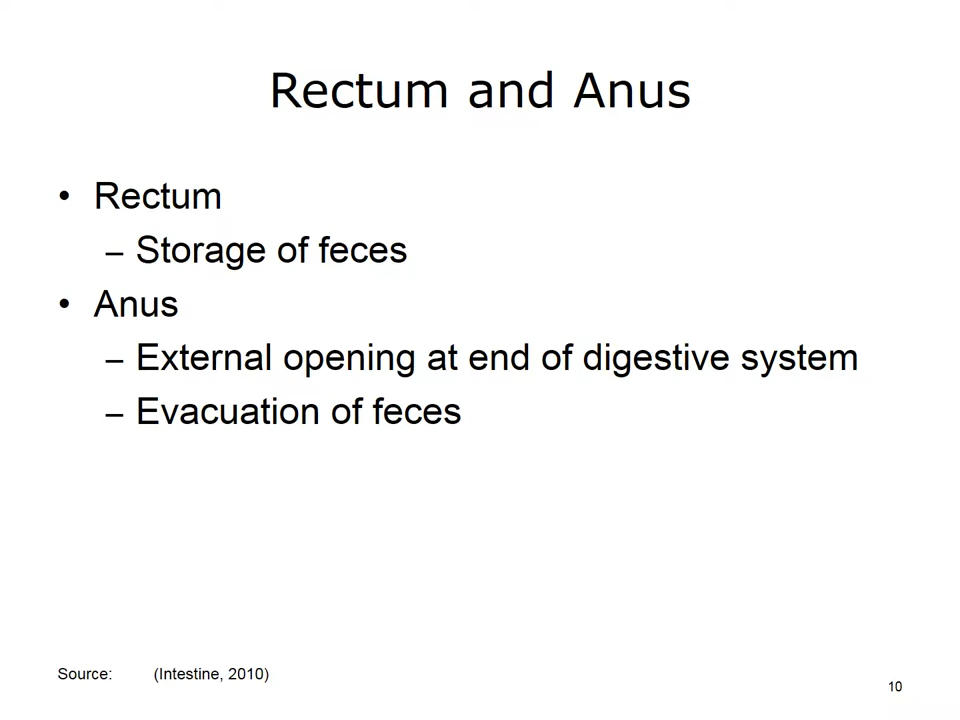 Rectum and Anus
• Rectum
– Storage of feces
• Anus
– External opening at end of digestive system
– Evacuation of feces
Source: (Intestine, 2010)
10